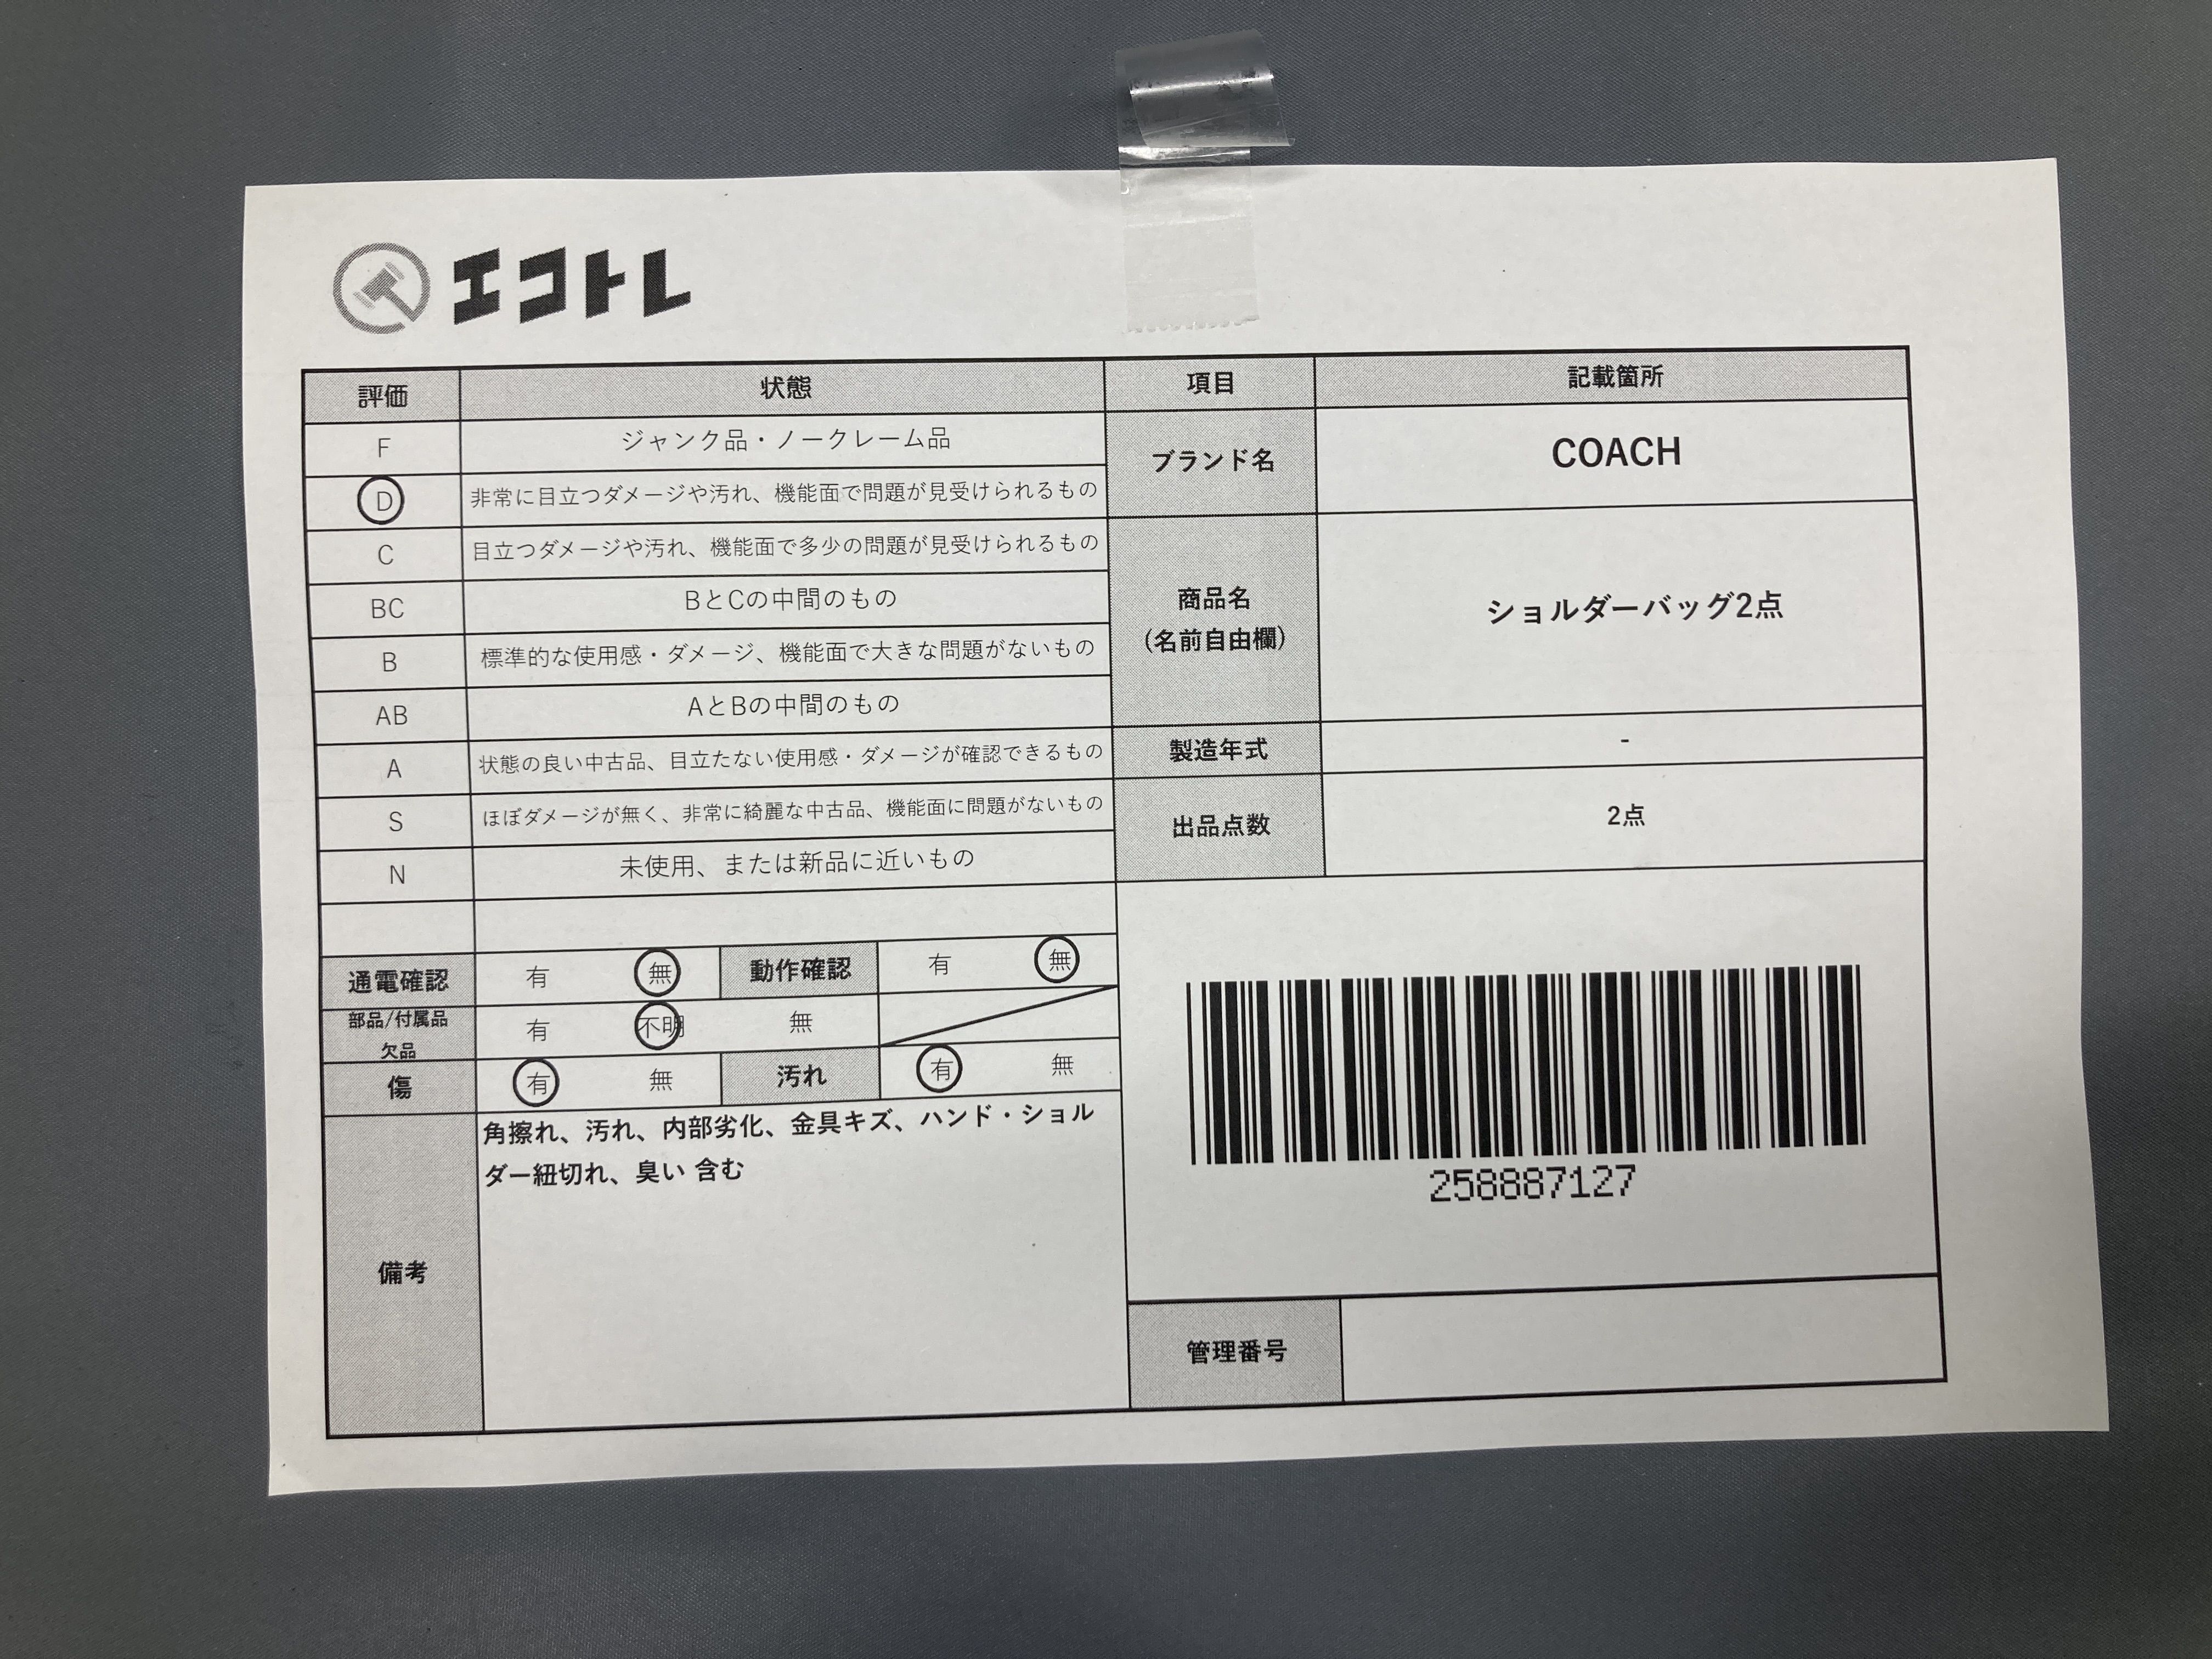 エコトレ
評価 状態 項目 記載箇所
F ジャンク品・ノークレーム品
D 非常に目立つダメージや汚れ、機能面で問題が見受けられるもの
C 目立つダメージや汚れ、機能面で多少の問題が見受けられるもの
BC BとCの中間のもの
B 標準的な使用感・ダメージ、機能面で大きな問題がないもの
AB AとBの中間のもの
A 状態の良い中古品、目立たない使用感・ダメージが確認できるもの
S ほぼダメージが無く、非常に綺麗な中古品、機能面に問題がないもの
N 未使用、または新品に近いもの
通電確認 有 無 動作確認 有 無
部品/付属品
欠品
有 不明 無
傷 有 無 汚れ 有 無
備考
角擦れ、汚れ、内部劣化、金具キズ、ハンド・ショル
ダー紐切れ、臭い 含む
ブランド名 COACH
商品名
（名前自由欄）
ショルダーバッグ2点
製造年式 -
出品点数 2点
258887127
管理番号